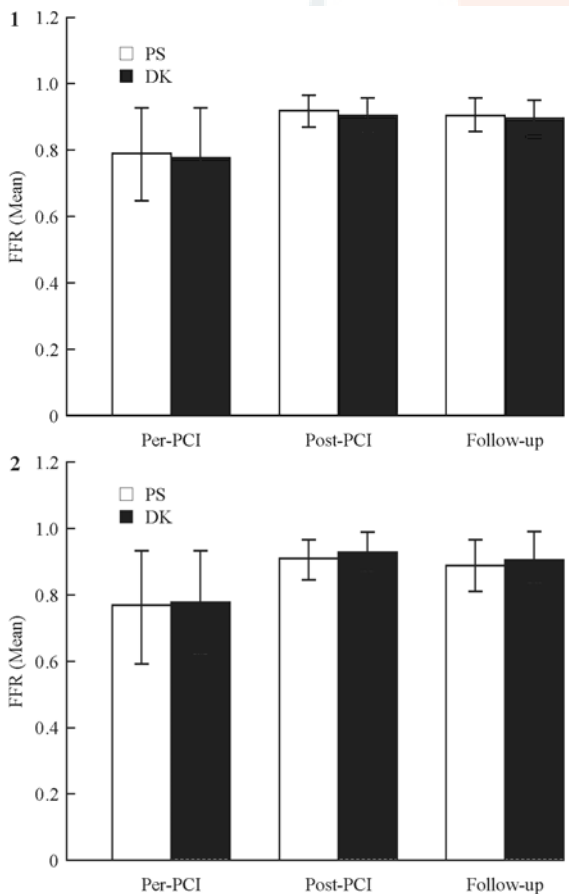 1
1.2
PS
DK
1.0
0.8
0.6
0.4
0.2
0
FFR (Mean)
Per-PCI Post-PCI Follow-up
2
1.2
PS
DK
1.0
0.8
0.6
0.4
0.2
0
FFR (Mean)
Per-PCI Post-PCI Follow-up